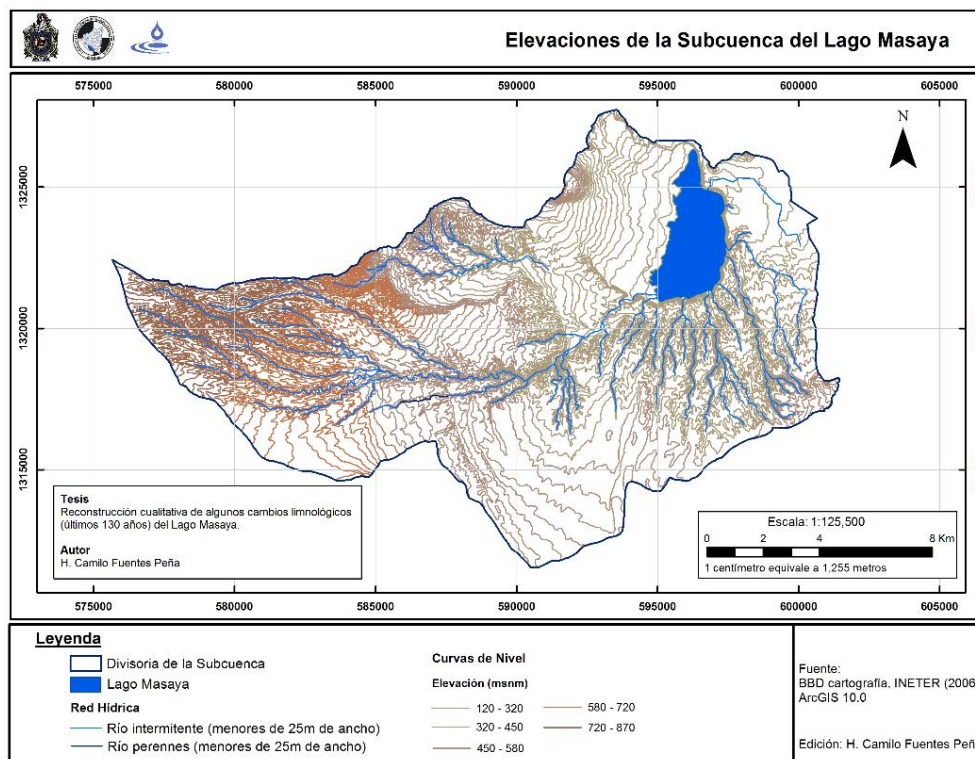 Elevaciones de la Subcuenca del Lago Masaya
575000 580000 585000 590000 595000 600000 605000
N
1325000
1320000
1315000
Tesis
Reconstrucción cualitativa de algunos cambios limnológicos
(últimos 130 años) del Lago Masaya.
Autor
H. Camilo Fuentes Peña
Escala: 1:125,500
0 2 4 8 Km
1 centímetro equivale a 1,255 metros
575000 580000 585000 590000 595000 600000 605000
Leyenda
Divisoria de la Subcuenca
Lago Masaya
Red Hídrica
Río intermitente (menores de 25m de ancho)
Río perennes (menores de 25m de ancho)
Curvas de Nivel
Elevación (msnm)
120 - 320
320 - 450
450 - 580
580 - 720
720 - 870
Fuente:
BBD cartografía, INETER (2006
ArcGIS 10.0
Edición: H. Camilo Fuentes Peñ